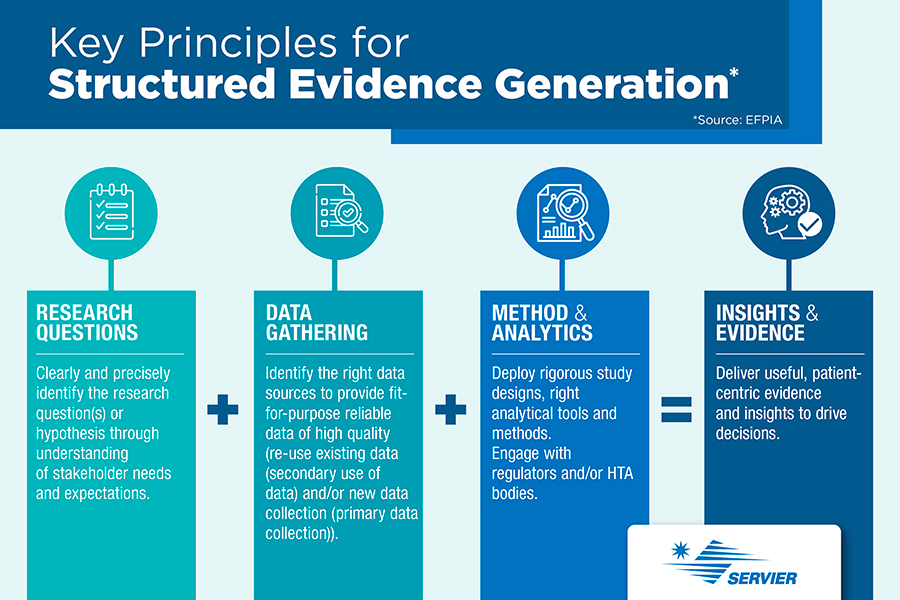 Key Principles for
Structured Evidence Generation*
*Source: EFPIA
RESEARCH
QUESTIONS
Clearly and precisely
identify the research
question(s) or
hypothesis through
understanding
of stakeholder needs
and expectations.
+
DATA
GATHERING
Identify the right data
sources to provide fit-
for-purpose reliable
data of high quality
(re-use existing data
(secondary use of
data) and/or new data
collection (primary data
collection)).
+
METHOD &
ANALYTICS
Deploy rigorous study
designs, right
analytical tools and
methods.
Engage with
regulators and/or HTA
bodies.
=
INSIGHTS &
EVIDENCE
Deliver useful, patient-
centric evidence
and insights to drive
decisions.
SERVIER